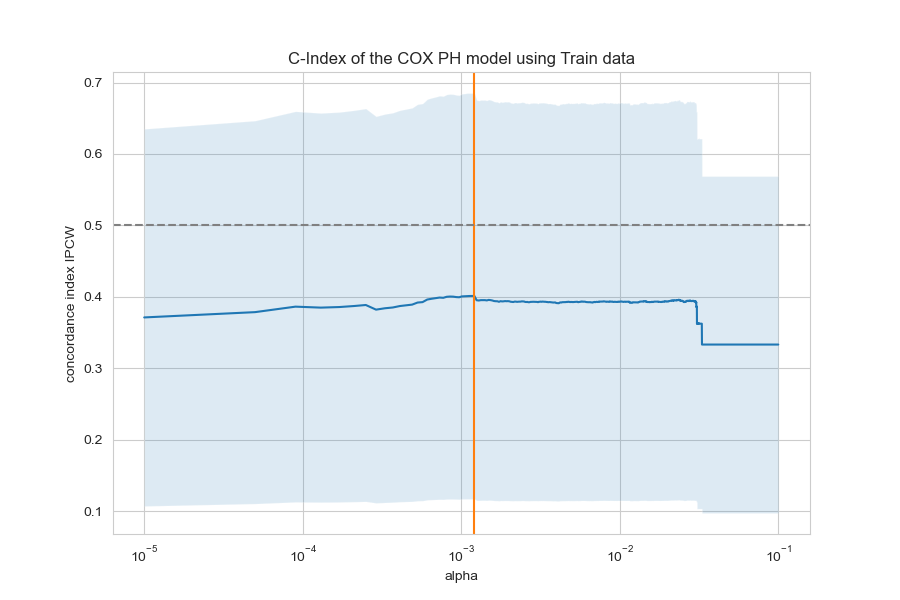 C-Index of the COX PH model using Train data
concordance index IPCW
0.7
0.6
0.5
0.4
0.3
0.2
0.1
10⁻⁵ 10⁻⁴ 10⁻³ 10⁻² 10⁻¹
alpha